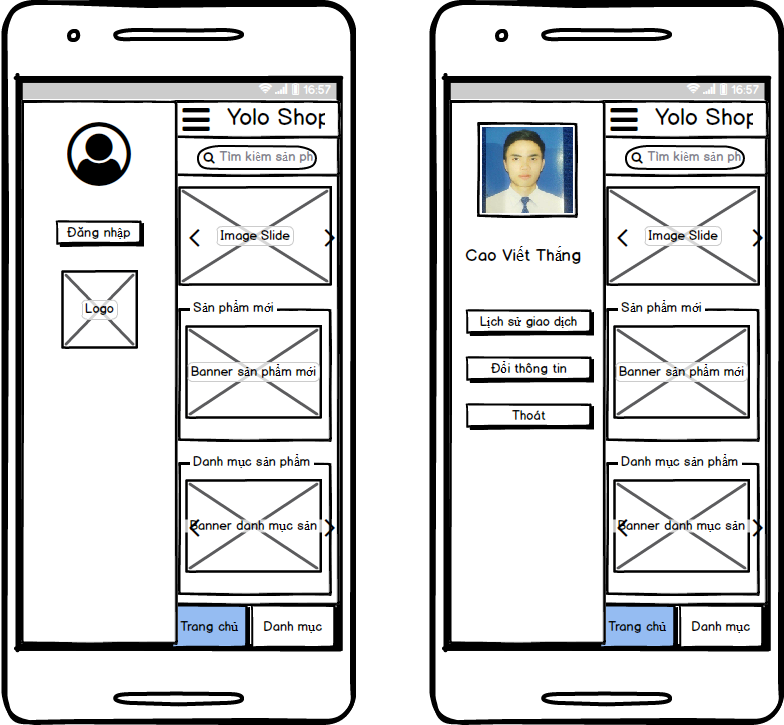 16:57
Yolo Shop
Tìm kiếm sản ph
Đăng nhập
Logo
Image Slide
Sản phẩm mới
Banner sản phẩm mới
Danh mục sản phẩm
Banner danh mục sản
Trang chủ
Danh mục
16:57
Yolo Shop
Tìm kiếm sản ph
Cao Viết Thắng
Lịch sử giao dịch
Đổi thông tin
Thoát
Image Slide
Sản phẩm mới
Banner sản phẩm mới
Danh mục sản phẩm
Banner danh mục sản
Trang chủ
Danh mục